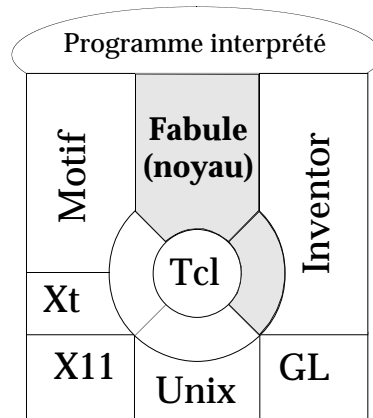 Programme interprété
Motif
Fabule
(noyau)
Inventor
Tcl
Xt
X11
Unix
GL